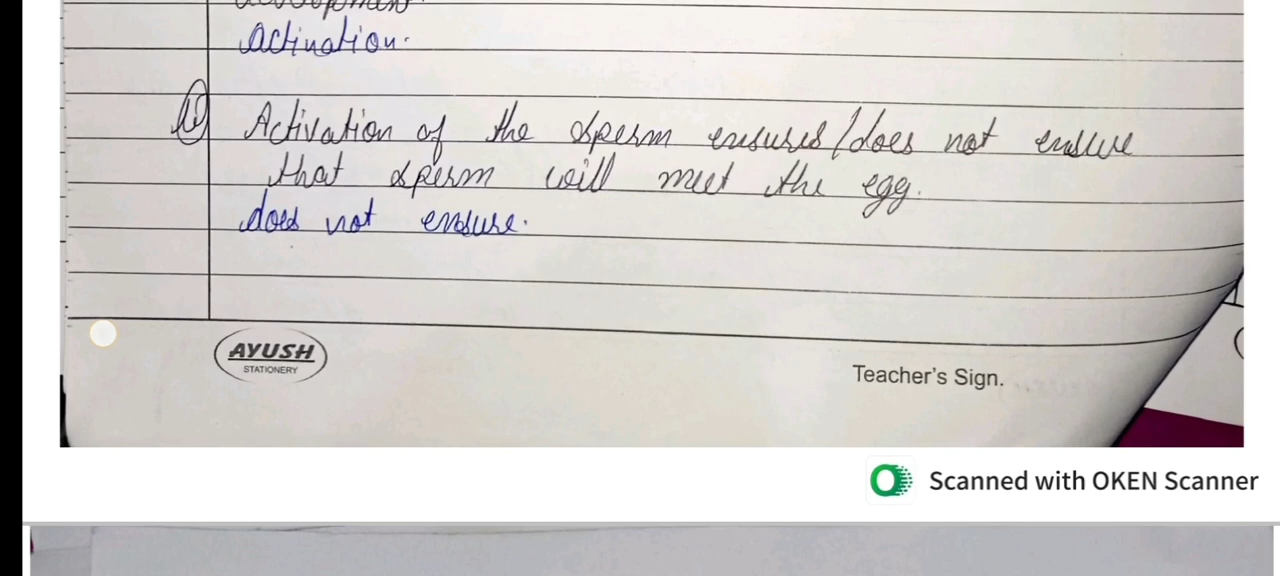 development
activation.
ii) Activation of the sperm ensures/does not ensure
that sperm will meet the egg.
does not ensure.
AYUSH
STATIONERY
Teacher's Sign.
Scanned with OKEN Scanner